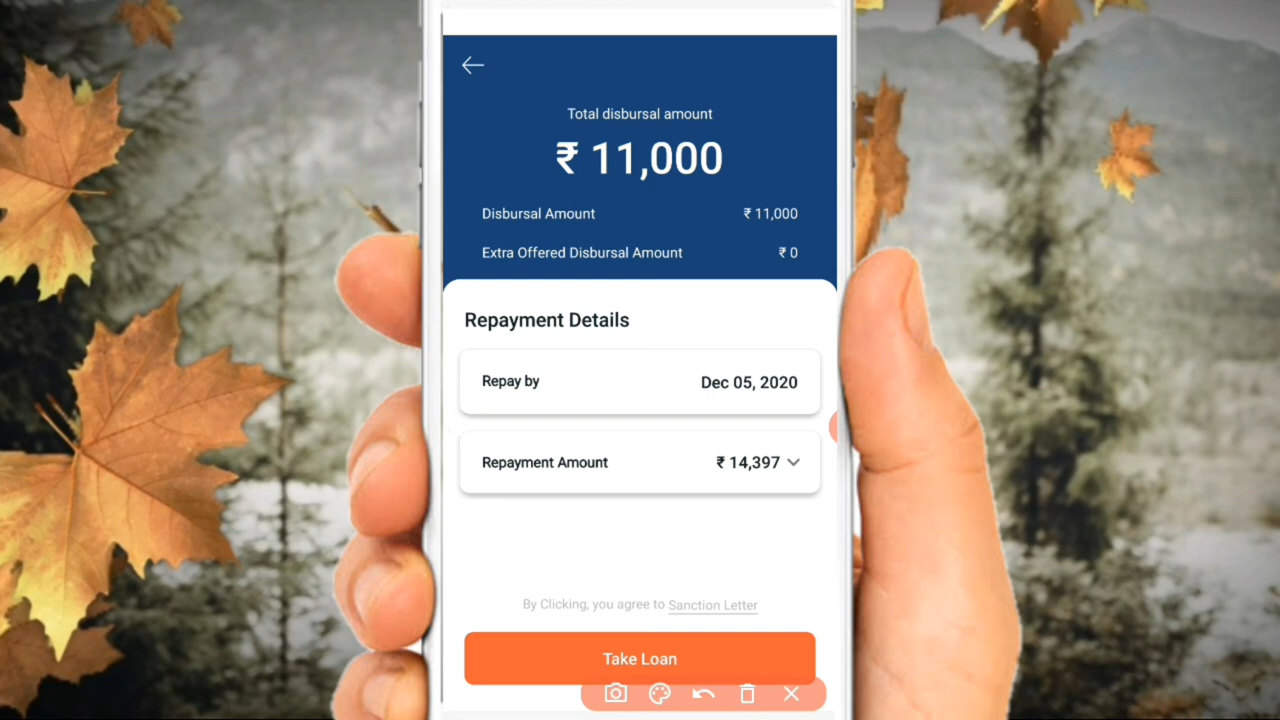 Total disbursal amount
₹ 11,000
Disbursal Amount ₹ 11,000
Extra Offered Disbursal Amount ₹ 0
Repayment Details
Repay by Dec 05, 2020
Repayment Amount ₹ 14,397
By Clicking, you agree to Sanction Letter
Take Loan